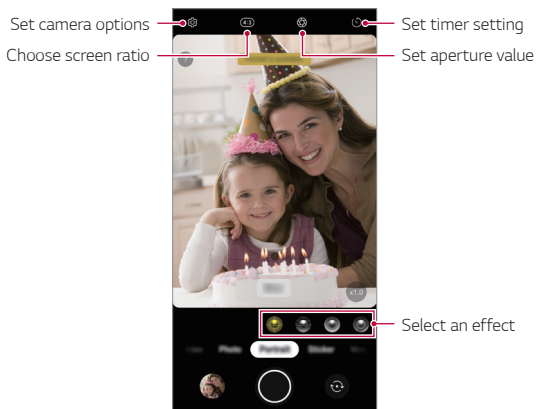 Set camera options
Set timer setting
4:3
Choose screen ratio
Set aperture value
?
x1.0
Select an effect
Photo
Portrait
Sticker